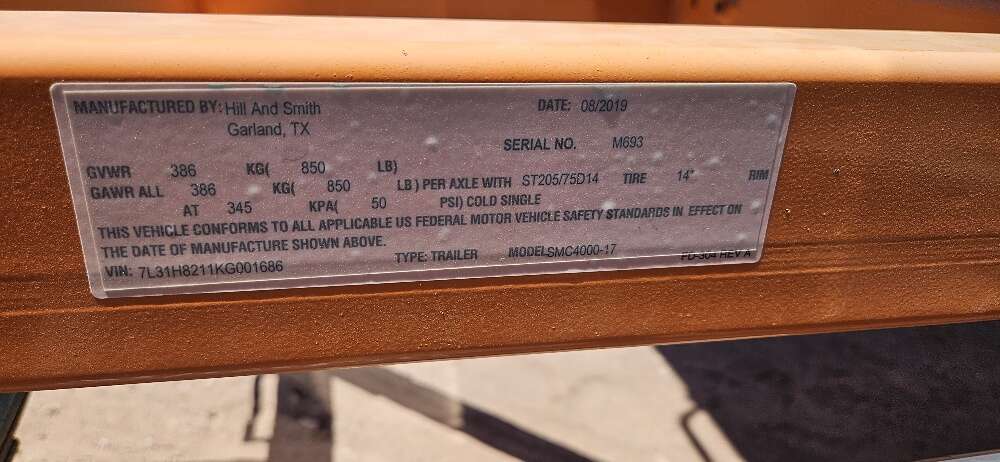 MANUFACTURED BY: Hill And Smith DATE: 08/2019
Garland, TX
SERIAL NO. M693
GVWR 386 KG( 850 LB)
GAWR ALL 386 KG( 850 LB) PER AXLE WITH ST205/75D14 TIRE 14" RIM
AT 345 KPA( 50 PSI) COLD SINGLE
THIS VEHICLE CONFORMS TO ALL APPLICABLE US FEDERAL MOTOR VEHICLE SAFETY STANDARDS IN EFFECT ON
THE DATE OF MANUFACTURE SHOWN ABOVE.
VIN: 7L31H8211KG001686 TYPE: TRAILER MODEL SMC4000-17 FD-304 REV A